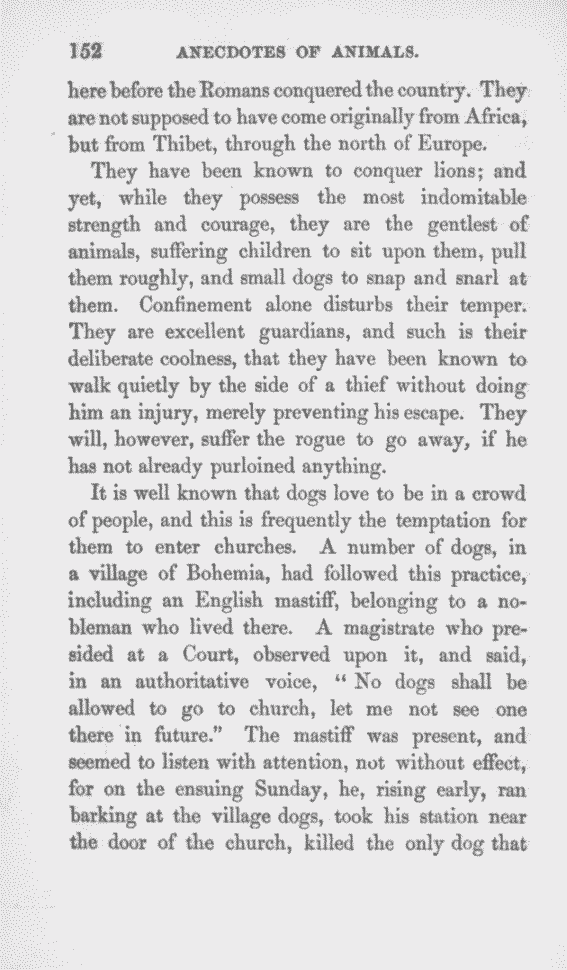 152 ANECDOTES OF ANIMALS.
here before the Romans conquered the country. They
are not supposed to have come originally from Africa,
but from Thibet, through the north of Europe.
They have been known to conquer lions; and
yet, while they possess the most indomitable
strength and courage, they are the gentlest of
animals, suffering children to sit upon them, pull
them roughly, and small dogs to snap and snarl at
them. Confinement alone disturbs their temper.
They are excellent guardians, and such is their
deliberate coolness, that they have been known to
walk quietly by the side of a thief without doing
him an injury, merely preventing his escape. They
will, however, suffer the rogue to go away, if he
has not already purloined anything.
It is well known that dogs love to be in a crowd
of people, and this is frequently the temptation for
them to enter churches. A number of dogs, in
a village of Bohemia, had followed this practice,
including an English mastiff, belonging to a no-
bleman who lived there. A magistrate who pre-
sided at a Court, observed upon it, and said,
in an authoritative voice, “ No dogs shall be
allowed to go to church, let me not see one
there in future.” The mastiff was present, and
seemed to listen with attention, not without effect,
for on the ensuing Sunday, he, rising early, ran
barking at the village dogs, took his station near
the door of the church, killed the only dog that